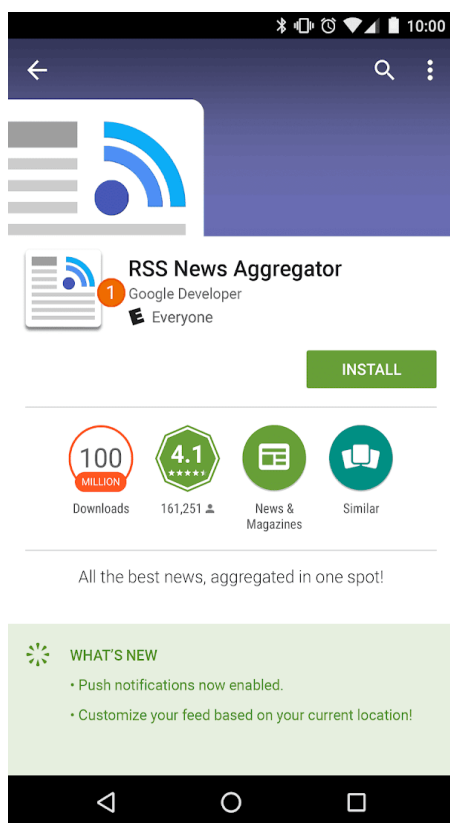 10:00
RSS News Aggregator
1
Google Developer
E Everyone
INSTALL
100
MILLION
4.1
Downloads
161,251
News &
Magazines
Similar
All the best news, aggregated in one spot!
WHAT'S NEW
• Push notifications now enabled.
• Customize your feed based on your current location!